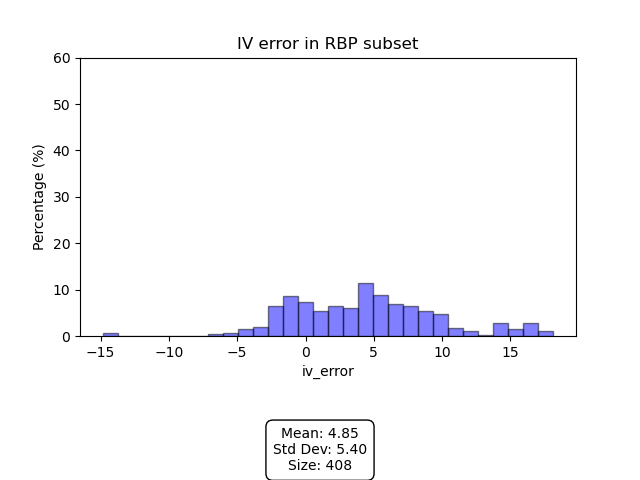 IV error in RBP subset
60
50
40
30
20
10
0
Percentage (%)
−15
−10
−5
0
5
10
15
iv_error
Mean: 4.85
Std Dev: 5.40
Size: 408